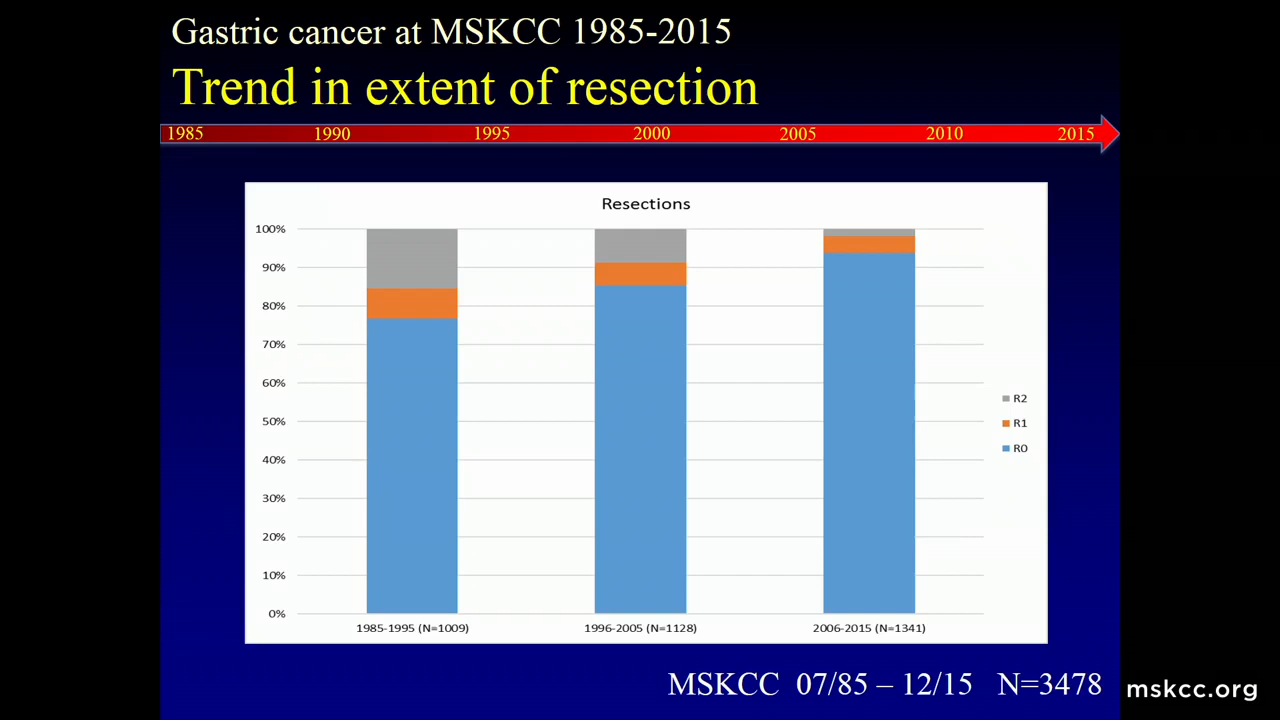 Gastric cancer at MSKCC 1985-2015
Trend in extent of resection
1985 1990 1995 2000 2005 2010 2015
Resections
100%
90%
80%
70%
60%
50%
40%
30%
20%
10%
0%
R2
R1
R0
1985-1995 (N=1009) 1996-2005 (N=1128) 2006-2015 (N=1341)
MSKCC 07/85 – 12/15 N=3478
mskcc.org